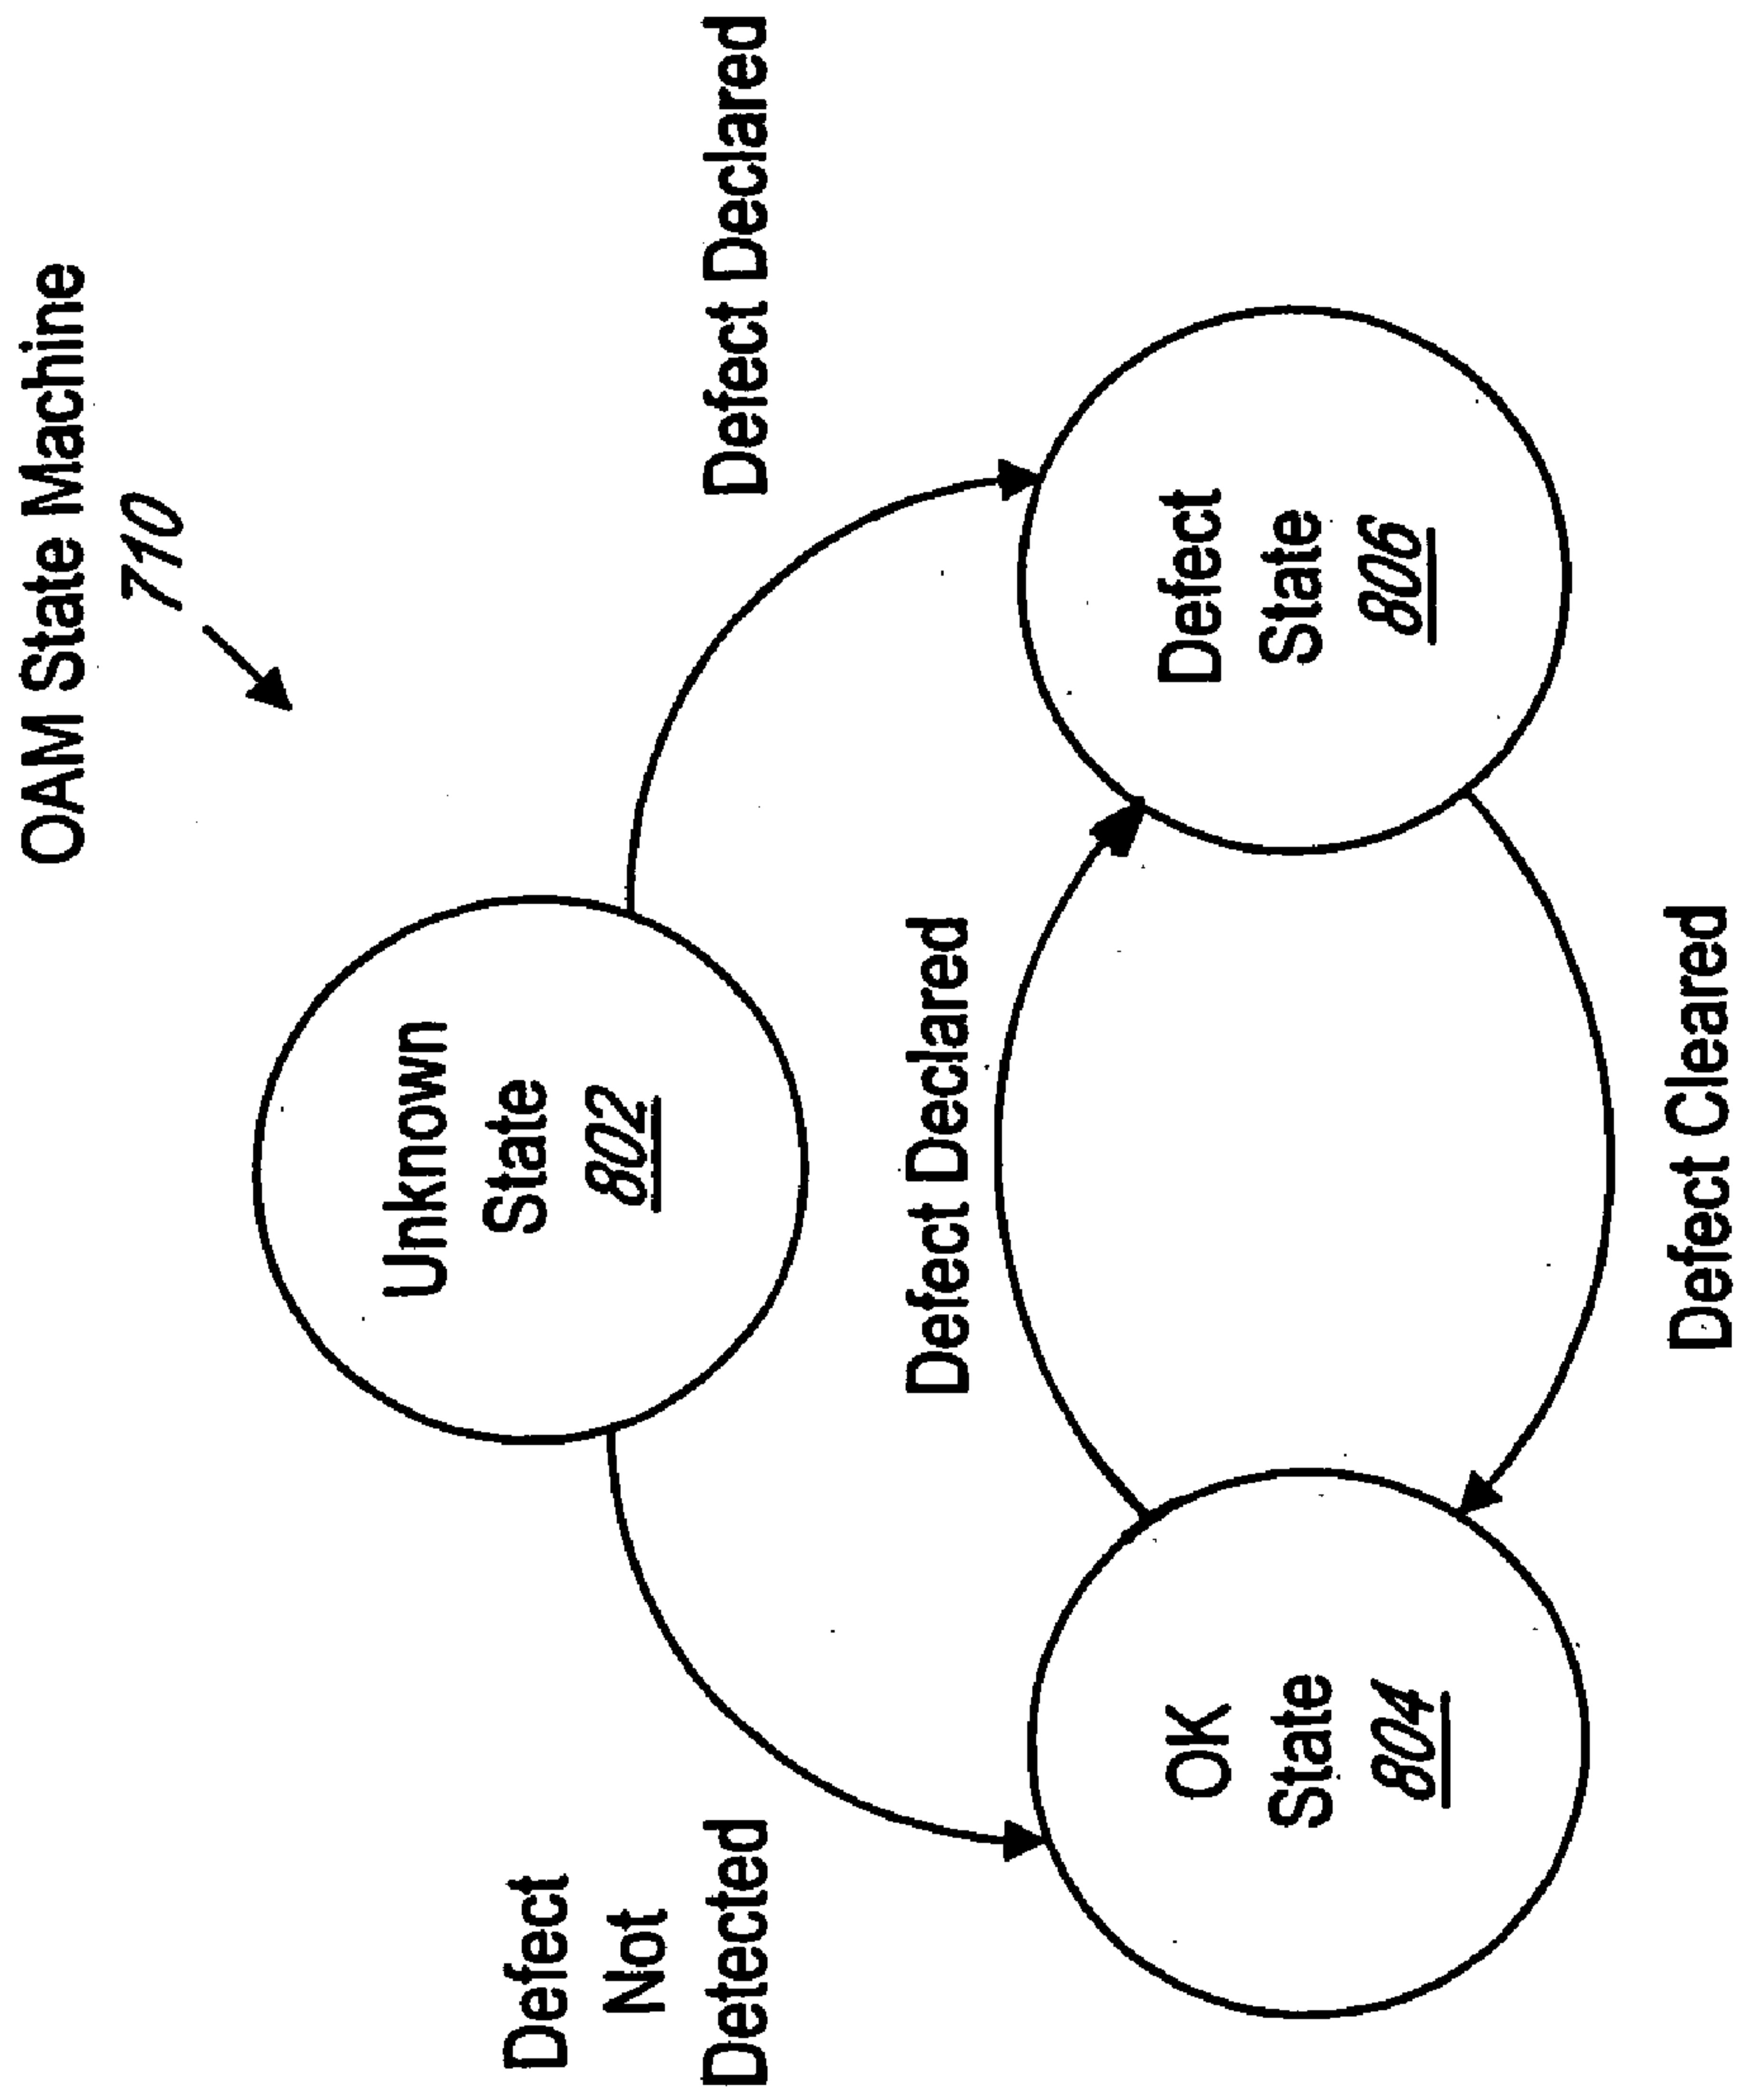 OAM State Machine
710
Unknown
State
802
Defect
Not
Detected
Defect Declared
Defect Declared
OK
State
804
Defect
State
806
Defect Cleared